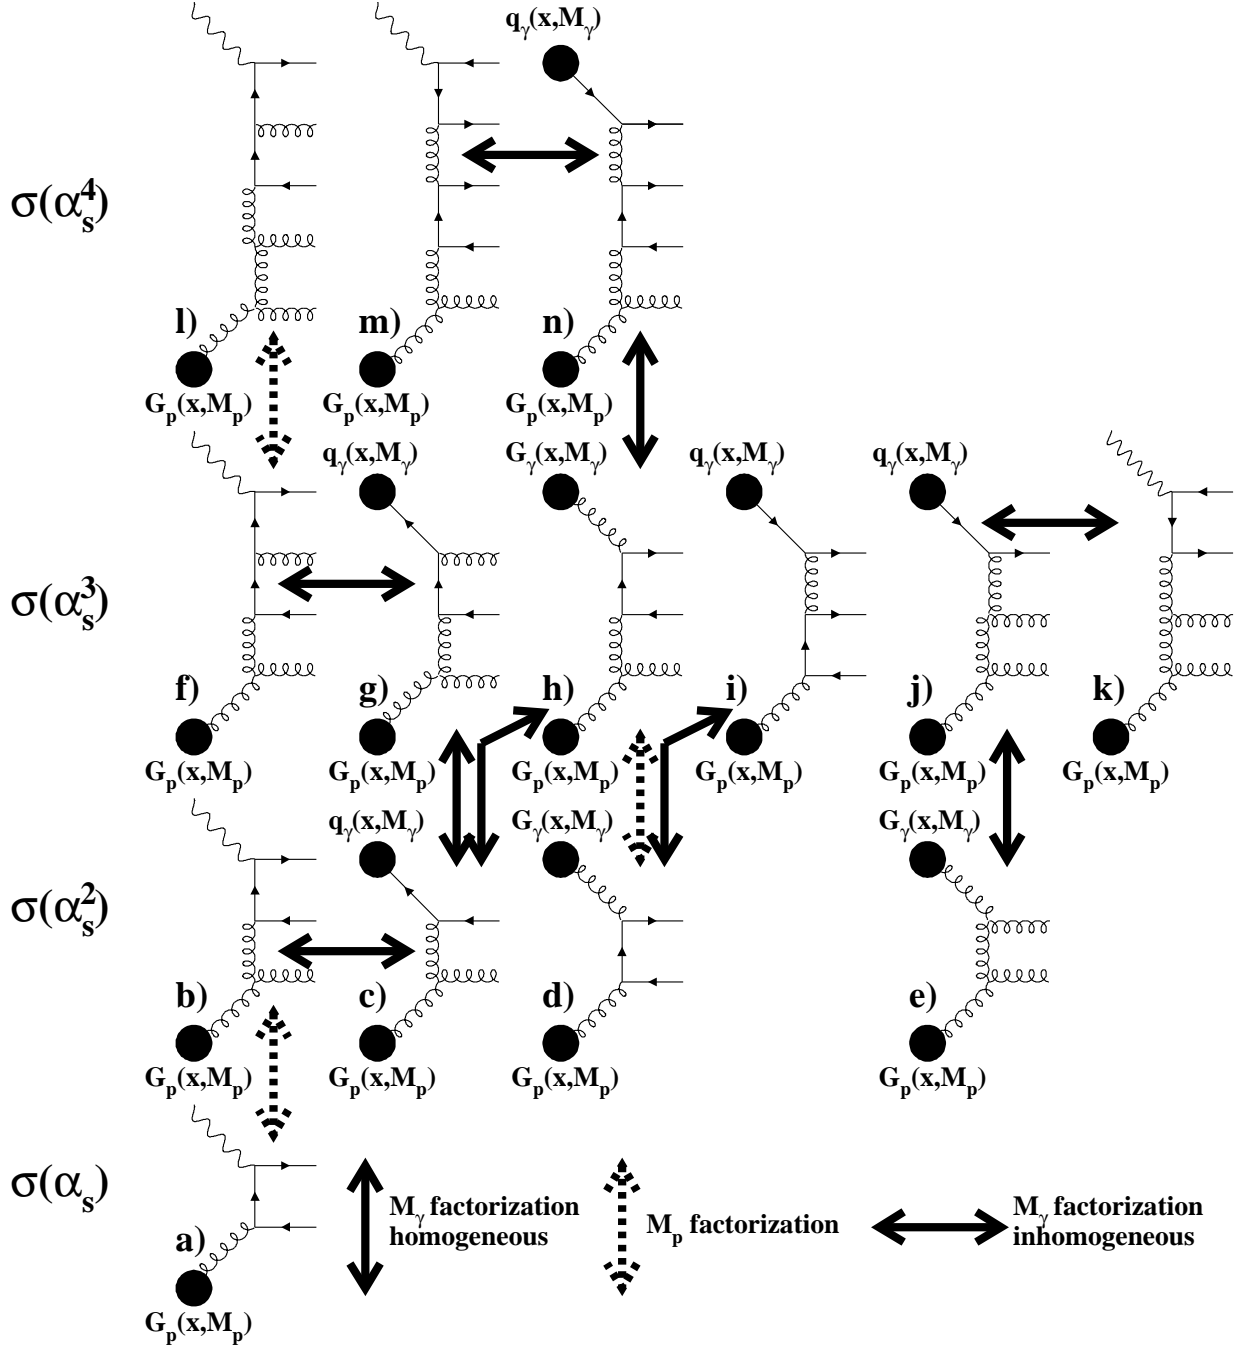 q_γ(x,M_γ)
σ(α_s^4)
l) m) n)
G_p(x,M_p) G_p(x,M_p) G_p(x,M_p)
q_γ(x,M_γ) G_γ(x,M_γ) q_γ(x,M_γ) q_γ(x,M_γ)
σ(α_s^3)
f) g) h) i) j) k)
G_p(x,M_p) G_p(x,M_p) G_p(x,M_p) G_p(x,M_p) G_p(x,M_p) G_p(x,M_p)
q_γ(x,M_γ) G_γ(x,M_γ) G_γ(x,M_γ)
σ(α_s^2)
b) c) d) e)
G_p(x,M_p) G_p(x,M_p) G_p(x,M_p) G_p(x,M_p)
σ(α_s)
a)
G_p(x,M_p)
M_γ factorization
homogeneous
M_p factorization
M_γ factorization
inhomogeneous